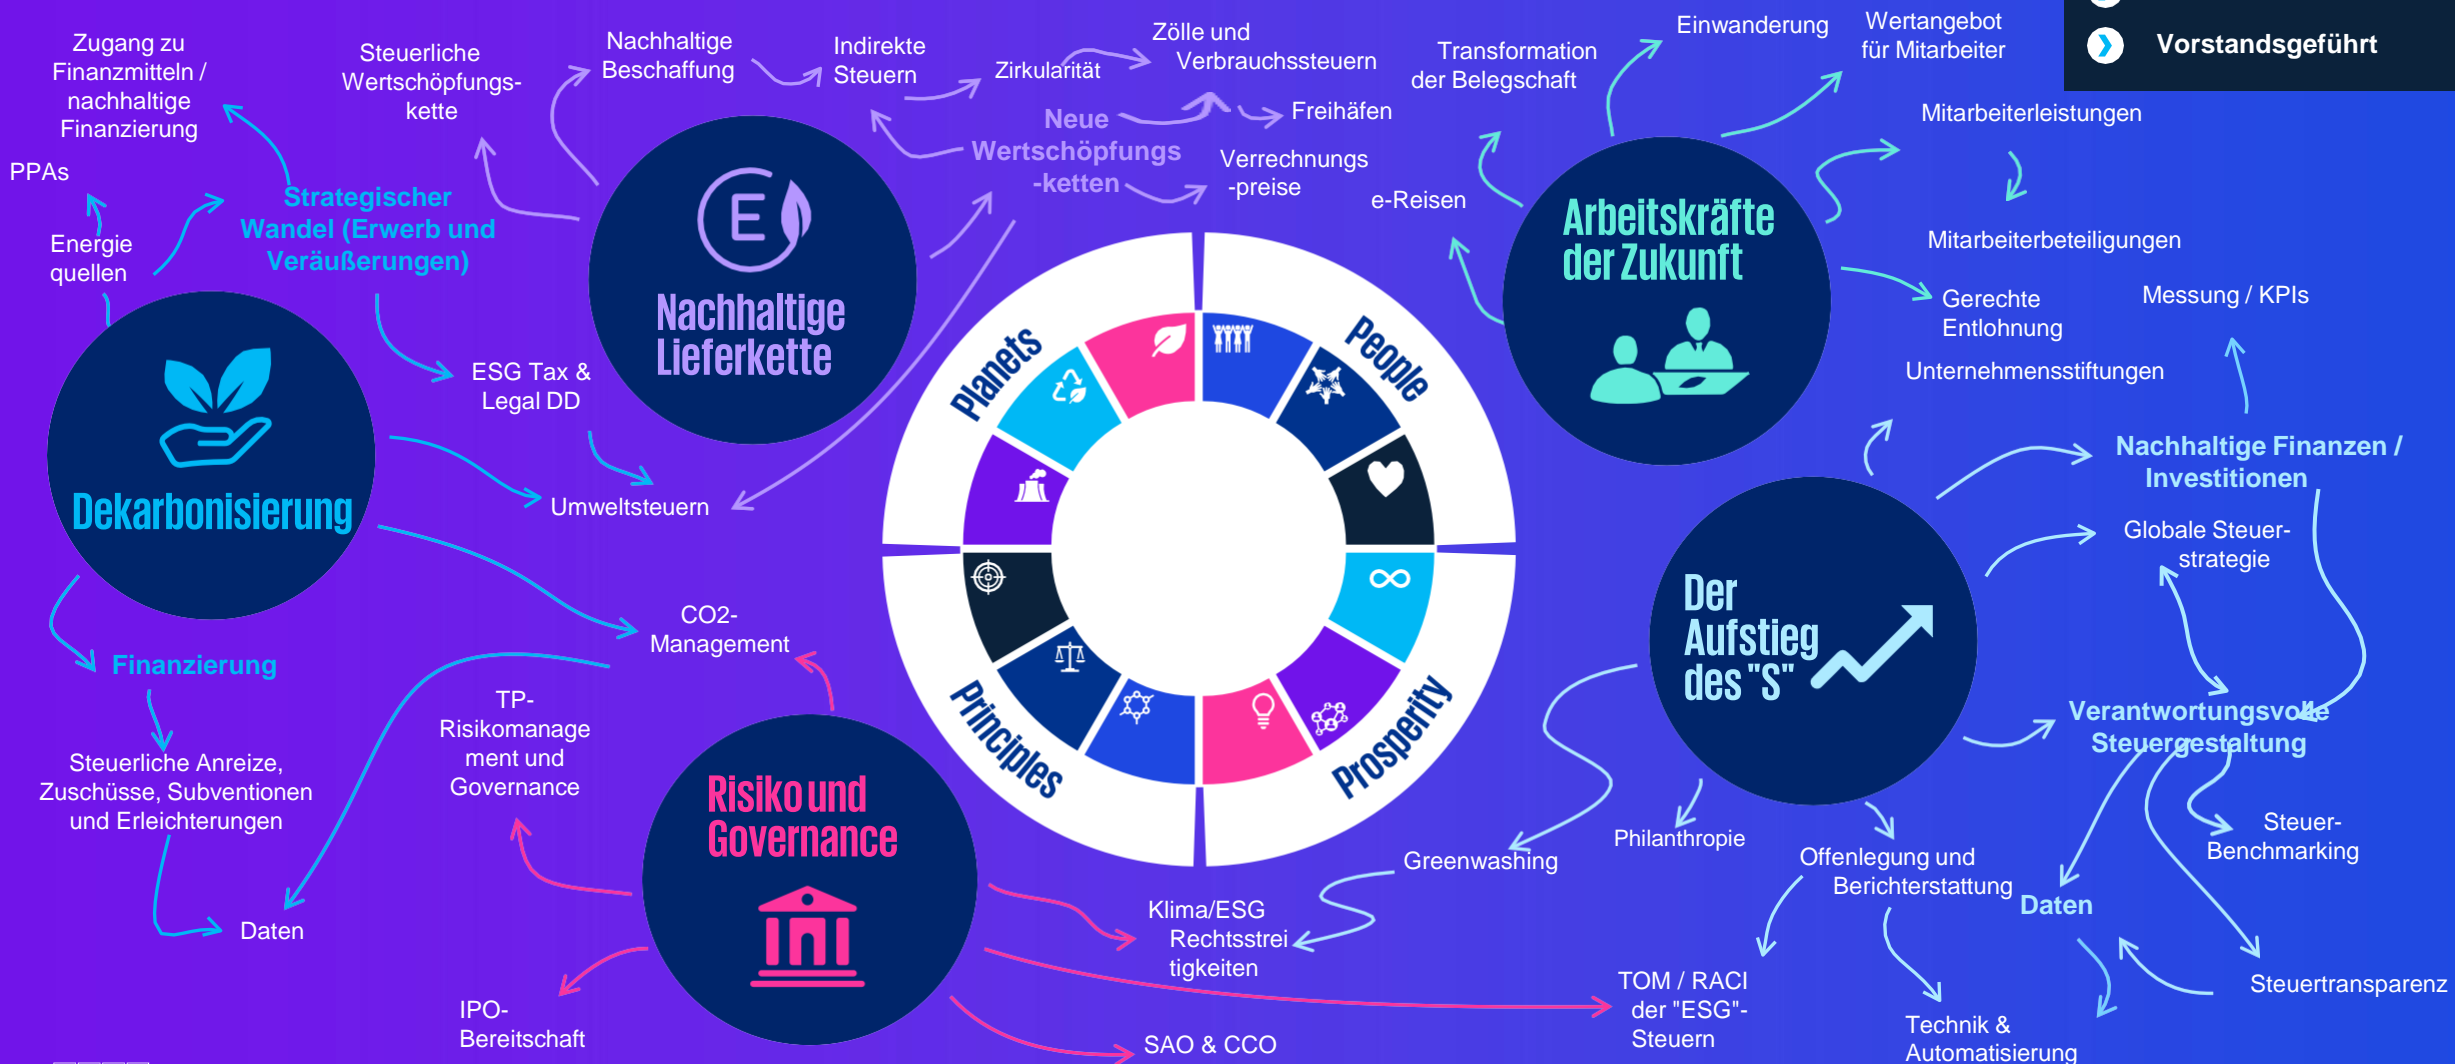 Zugang zu
Finanzmitteln /
nachhaltige
Finanzierung
PPAs
Energie
quellen
Strategischer
Wandel (Erwerb und
Veräußerungen)
ESG Tax &
Legal DD
Umweltsteuern
Dekarbonisierung
CO2-
Management
Finanzierung
Steuerliche Anreize,
Zuschüsse, Subventionen
und Erleichterungen
Daten
Steuerliche
Wertschöpfungs-
kette
Nachhaltige
Beschaffung
Indirekte
Steuern
Zirkularität
Zölle und
Verbrauchssteuern
Neue
Wertschöpfungs
-ketten
Freihäfen
Verrechnungs
-preise
E
Nachhaltige
Lieferkette
Planets
People
Principles
Prosperity
Transformation
der Belegschaft
Einwanderung
Wertangebot
für Mitarbeiter
Vorstandsgeführt
Mitarbeiterleistungen
e-Reisen
Arbeitskräfte
der Zukunft
Mitarbeiterbeteiligungen
Gerechte
Entlohnung
Messung / KPIs
Unternehmensstiftungen
Nachhaltige Finanzen /
Investitionen
Globale Steuer-
strategie
Der
Aufstieg
des "S"
Verantwortungsvolle
Steuergestaltung
Steuer-
Benchmarking
Philanthropie
Greenwashing
Offenlegung und
Berichterstattung
Daten
Steuertransparenz
TOM / RACI
der "ESG"-
Steuern
Technik &
Automatisierung
TP-
Risikomanage
ment und
Governance
Risiko und
Governance
Klima/ESG
Rechtsstrei
tigkeiten
IPO-
Bereitschaft
SAO & CCO